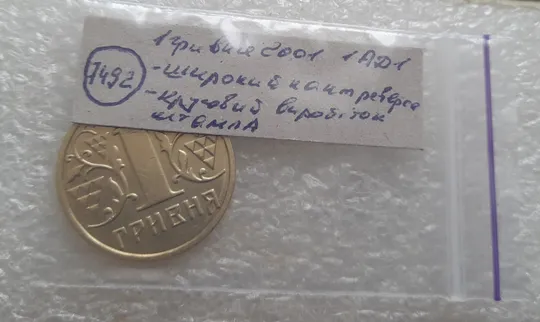 1 гривня 2001 1АД1
1492
-широкий кант реверса
-круговий виробіток
штемпа
1
ГРИВНЯ